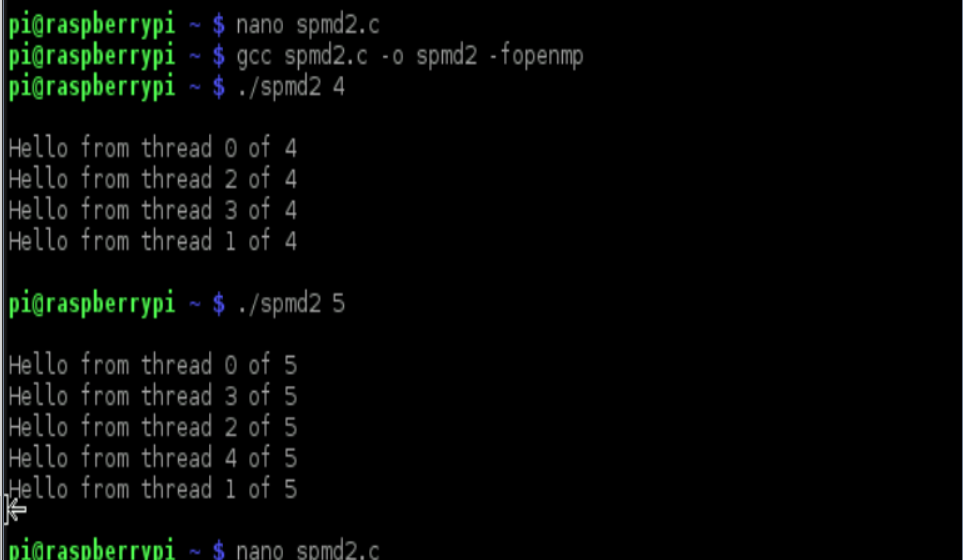 pi@raspberrypi ~ $ nano spmd2.c
pi@raspberrypi ~ $ gcc spmd2.c -o spmd2 -fopenmp
pi@raspberrypi ~ $ ./spmd2 4
Hello from thread 0 of 4
Hello from thread 2 of 4
Hello from thread 3 of 4
Hello from thread 1 of 4
pi@raspberrypi ~ $ ./spmd2 5
Hello from thread 0 of 5
Hello from thread 3 of 5
Hello from thread 2 of 5
Hello from thread 4 of 5
Hello from thread 1 of 5
pi@raspberrypi ~ $ nano spmd2.c